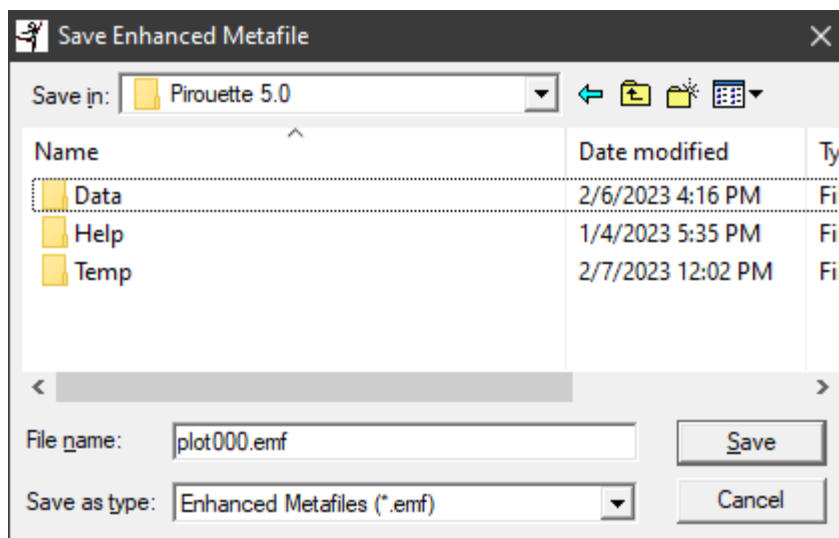 Save Enhanced Metafile
Save in: Pirouette 5.0
Name Date modified Ty
Data 2/6/2023 4:16 PM Fi
Help 1/4/2023 5:35 PM Fi
Temp 2/7/2023 12:02 PM Fi
File name: plot000.emf Save
Save as type: Enhanced Metafiles (*.emf) Cancel